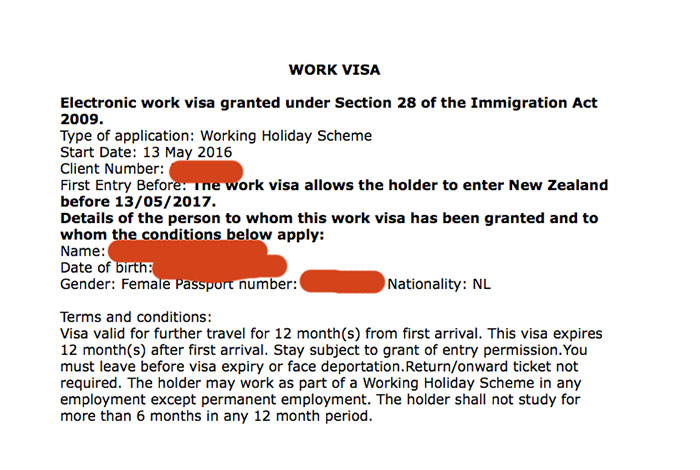 WORK VISA
Electronic work visa granted under Section 28 of the Immigration Act
2009.
Type of application: Working Holiday Scheme
Start Date: 13 May 2016
Client Number:
First Entry Before: The work visa allows the holder to enter New Zealand
before 13/05/2017.
Details of the person to whom this work visa has been granted and to
whom the conditions below apply:
Name:
Date of birth:
Gender: Female Passport number: Nationality: NL
Terms and conditions:
Visa valid for further travel for 12 month(s) from first arrival. This visa expires
12 month(s) after first arrival. Stay subject to grant of entry permission.You
must leave before visa expiry or face deportation.Return/onward ticket not
required. The holder may work as part of a Working Holiday Scheme in any
employment except permanent employment. The holder shall not study for
more than 6 months in any 12 month period.